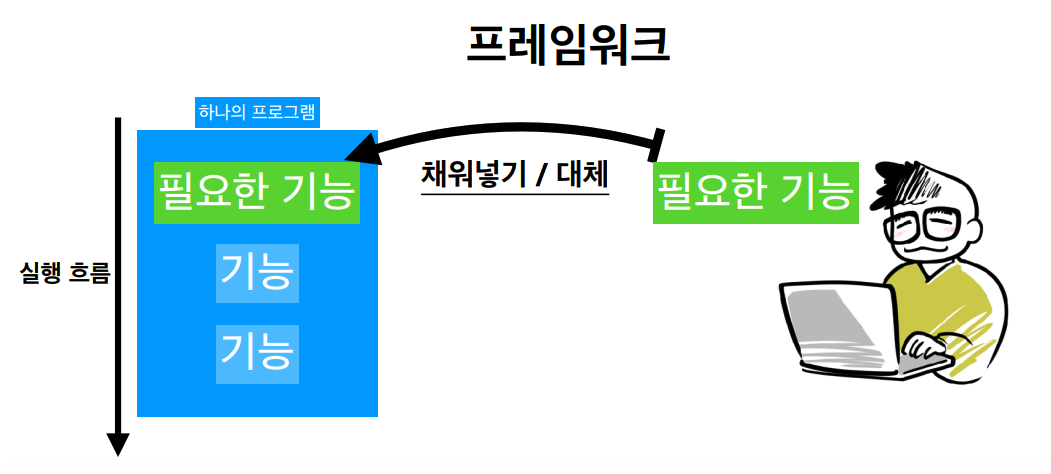 프레임워크
하나의 프로그램
필요한 기능
채워넣기 / 대체
필요한 기능
기능
실행 흐름
기능